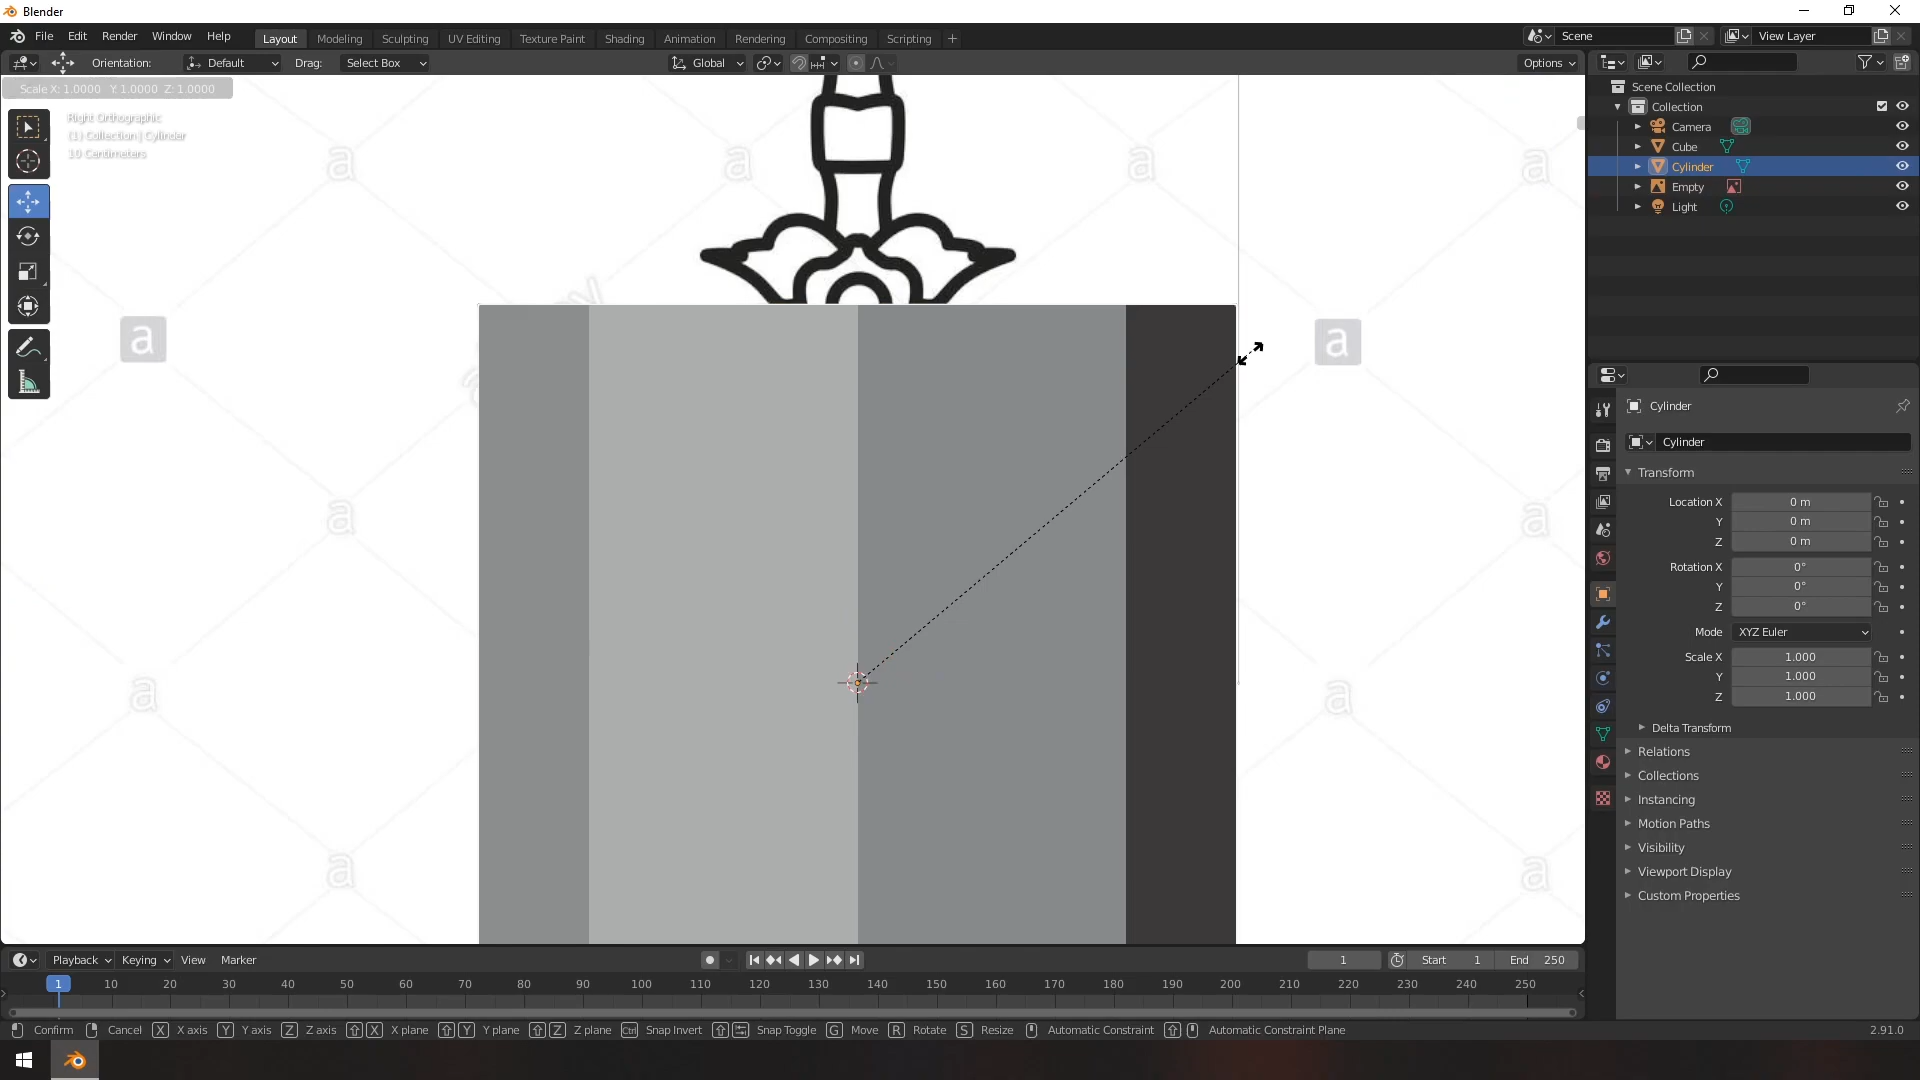 Blender
File Edit Render Window Help Layout Modeling Sculpting UV Editing Texture Paint Shading Animation Rendering Compositing Scripting + Scene View Layer
Orientation: Default Drag: Select Box Global Options
Scale X: 1.0000 Y: 1.0000 Z: 1.0000
Right Orthographic
(1) Collection | Cylinder
10 Centimeters
Scene Collection
Collection
Camera
Cube
Cylinder
Empty
Light
a a a a
a a
a a
a a
a a
Cylinder
Cylinder
Transform
Location X 0 m
Y 0 m
Z 0 m
Rotation X 0°
Y 0°
Z 0°
Mode XYZ Euler
Scale X 1.000
Y 1.000
Z 1.000
Delta Transform
Relations
Collections
Instancing
Motion Paths
Visibility
Viewport Display
Custom Properties
Playback Keying View Marker 1 Start 1 End 250
1 10 20 30 40 50 60 70 80 90 100 110 120 130 140 150 160 170 180 190 200 210 220 230 240 250
Confirm Cancel X X axis Y Y axis Z Z axis X X plane Y Y plane Z Z plane Ctrl Snap Invert Snap Toggle G Move R Rotate S Resize Automatic Constraint Automatic Constraint Plane 2.91.0